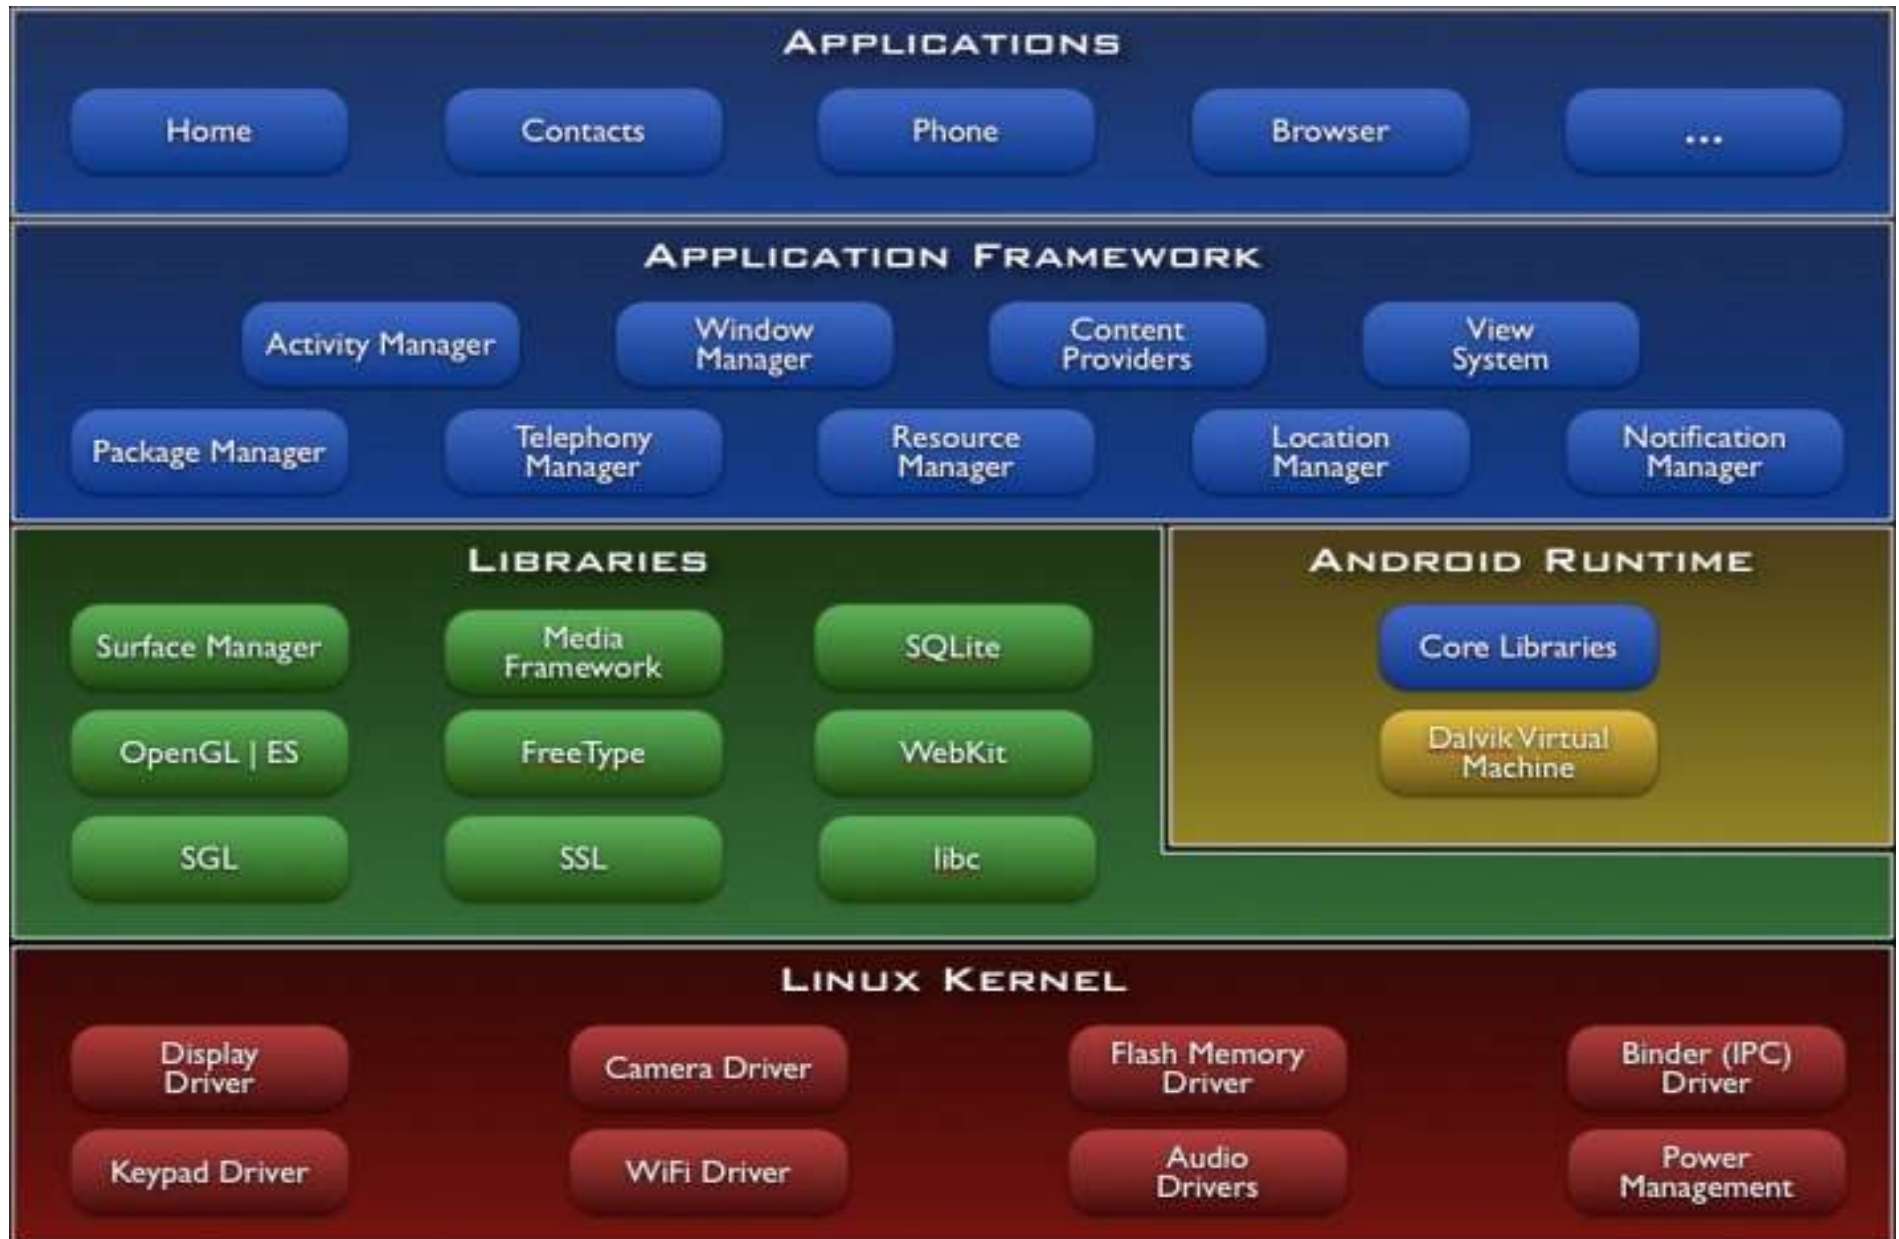 APPLICATIONS
Home
Contacts
Phone
Browser
...
APPLICATION FRAMEWORK
Activity Manager
Window
Manager
Content
Providers
View
System
Package Manager
Telephony
Manager
Resource
Manager
Location
Manager
Notification
Manager
LIBRARIES
Surface Manager
Media
Framework
SQLite
OpenGL | ES
FreeType
WebKit
SGL
SSL
libc
ANDROID RUNTIME
Core Libraries
Dalvik Virtual
Machine
LINUX KERNEL
Display
Driver
Camera Driver
Flash Memory
Driver
Binder (IPC)
Driver
Keypad Driver
WiFi Driver
Audio
Drivers
Power
Management